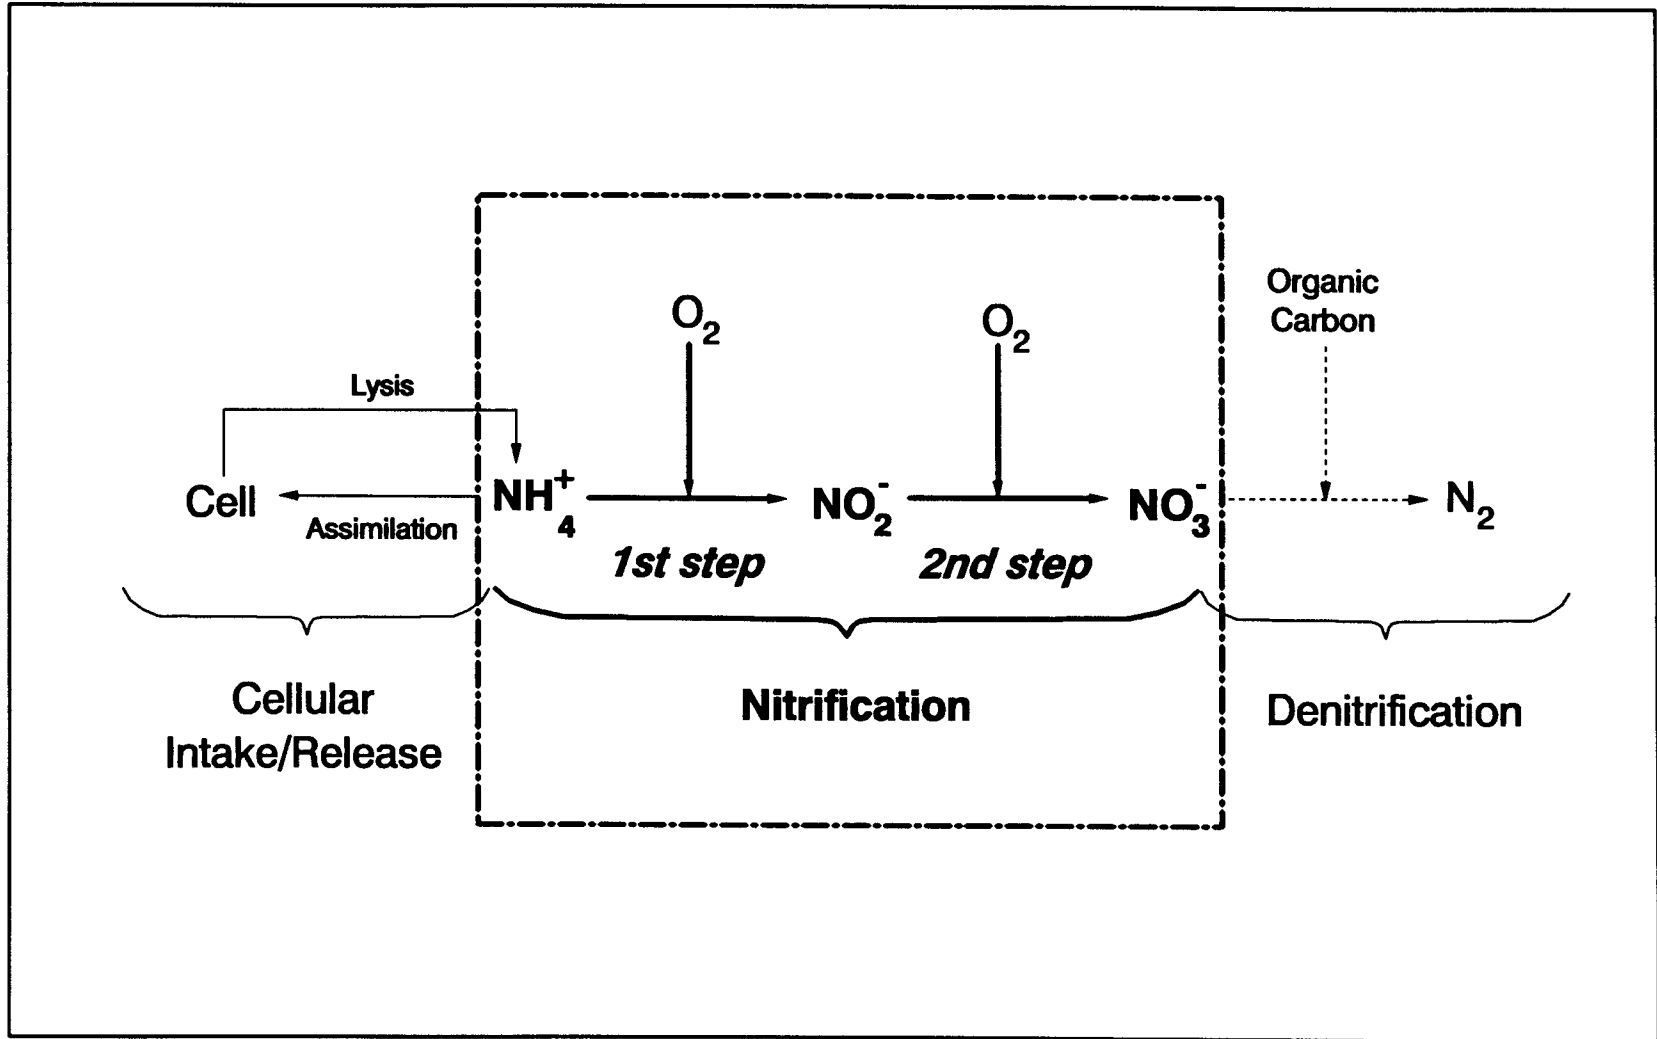 O2
O2
Organic
Carbon
Lysis
Cell
NH4+
NO2-
NO3-
N2
Assimilation
1st step
2nd step
Cellular
Intake/Release
Nitrification
Denitrification